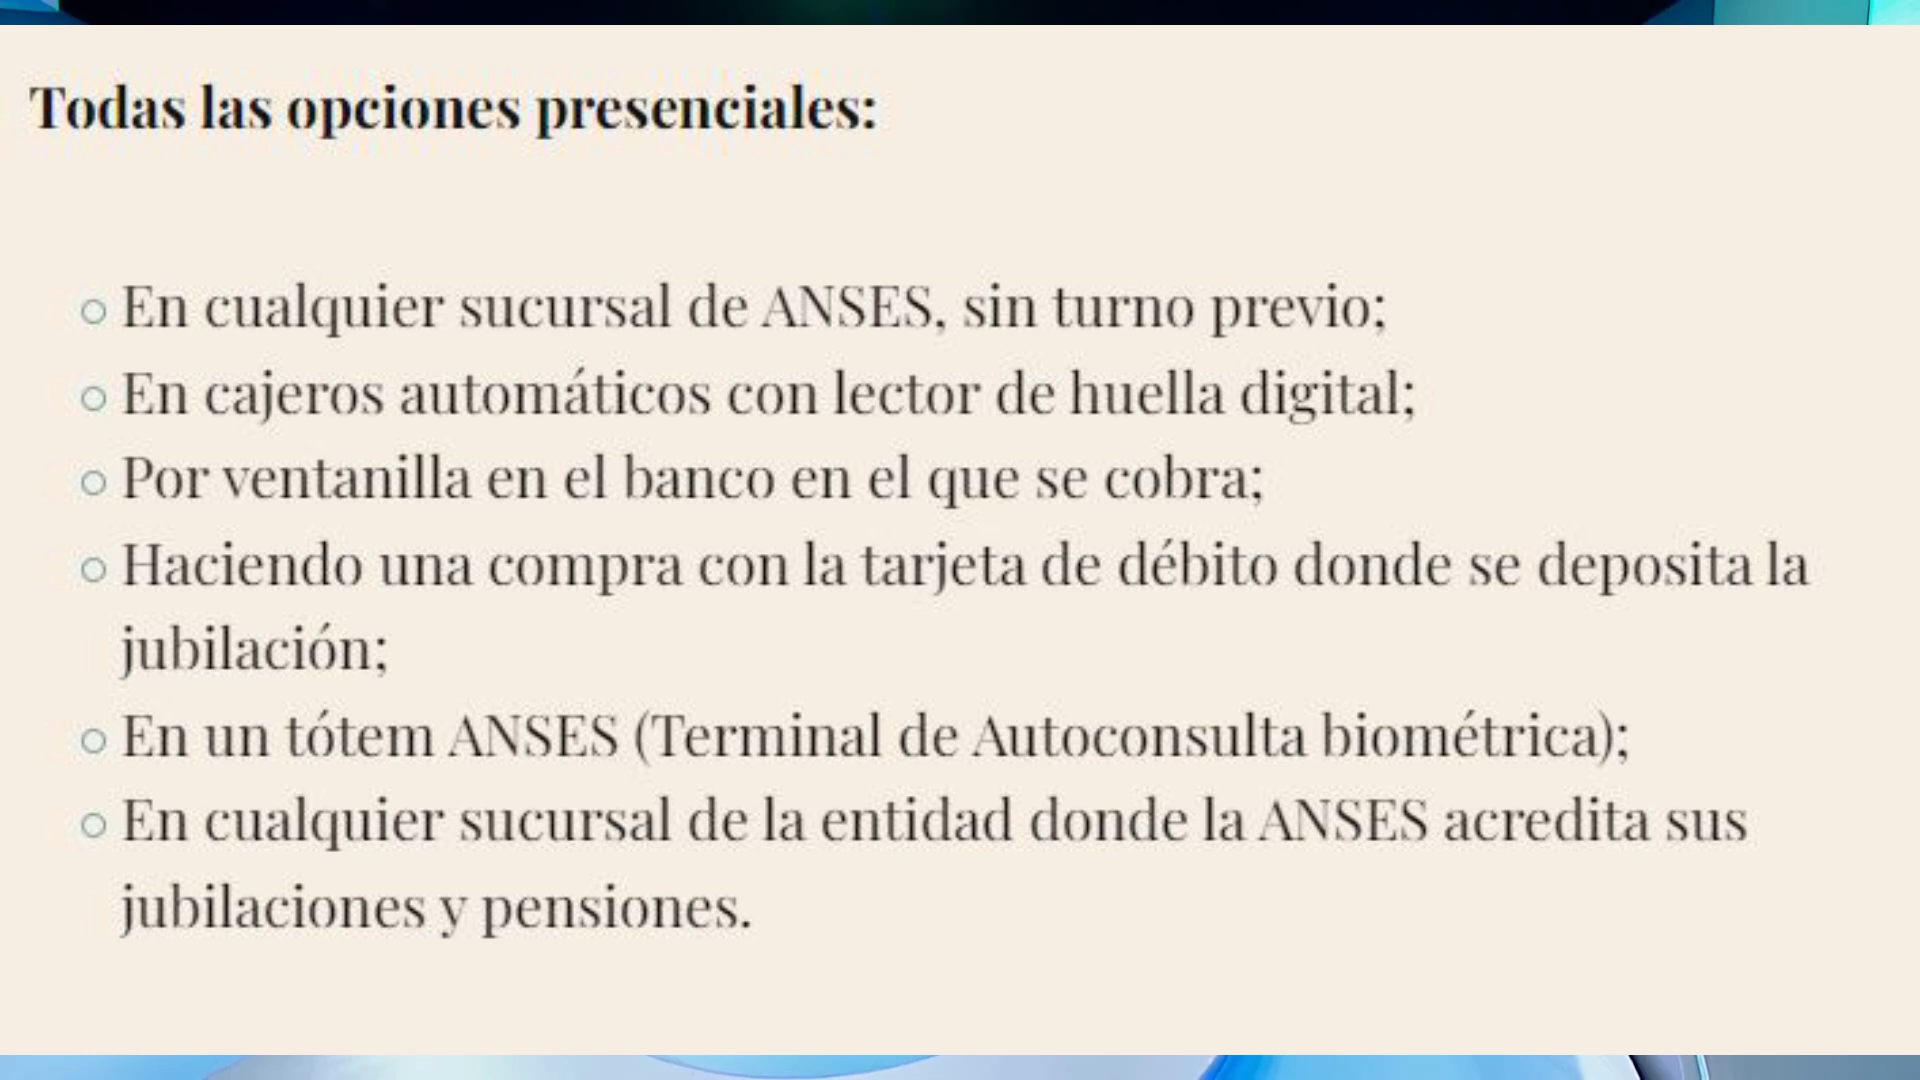 Todas las opciones presenciales:
En cualquier sucursal de ANSES, sin turno previo;
En cajeros automáticos con lector de huella digital;
Por ventanilla en el banco en el que se cobra;
Haciendo una compra con la tarjeta de débito donde se deposita la
jubilación;
En un tótem ANSES (Terminal de Autoconsulta biométrica);
En cualquier sucursal de la entidad donde la ANSES acredita sus
jubilaciones y pensiones.